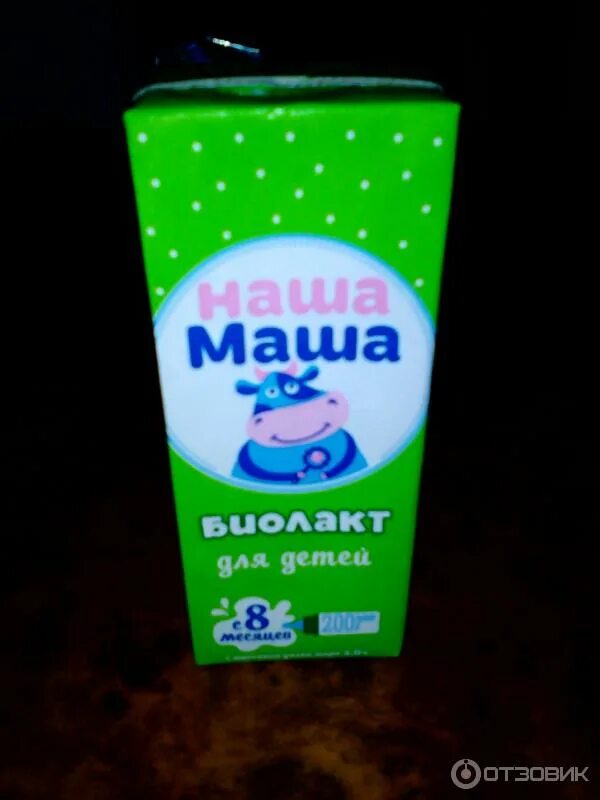 Наша
Маша
Биолакт
для детей
с 8
месяцев
200
ОТЗОВИК